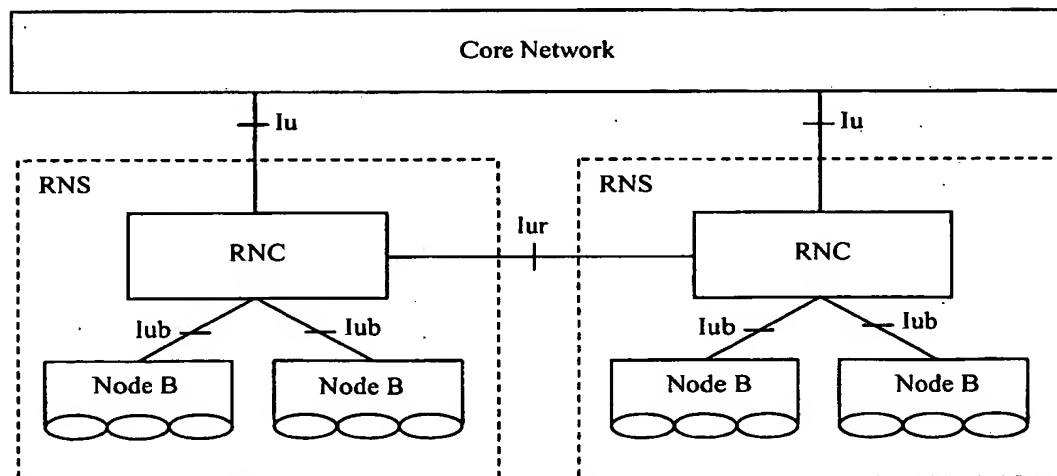 Core Network
Iu
Iu
RNS
RNS
RNC
Iur
RNC
Iub
Iub
Iub
Iub
Node B
Node B
Node B
Node B